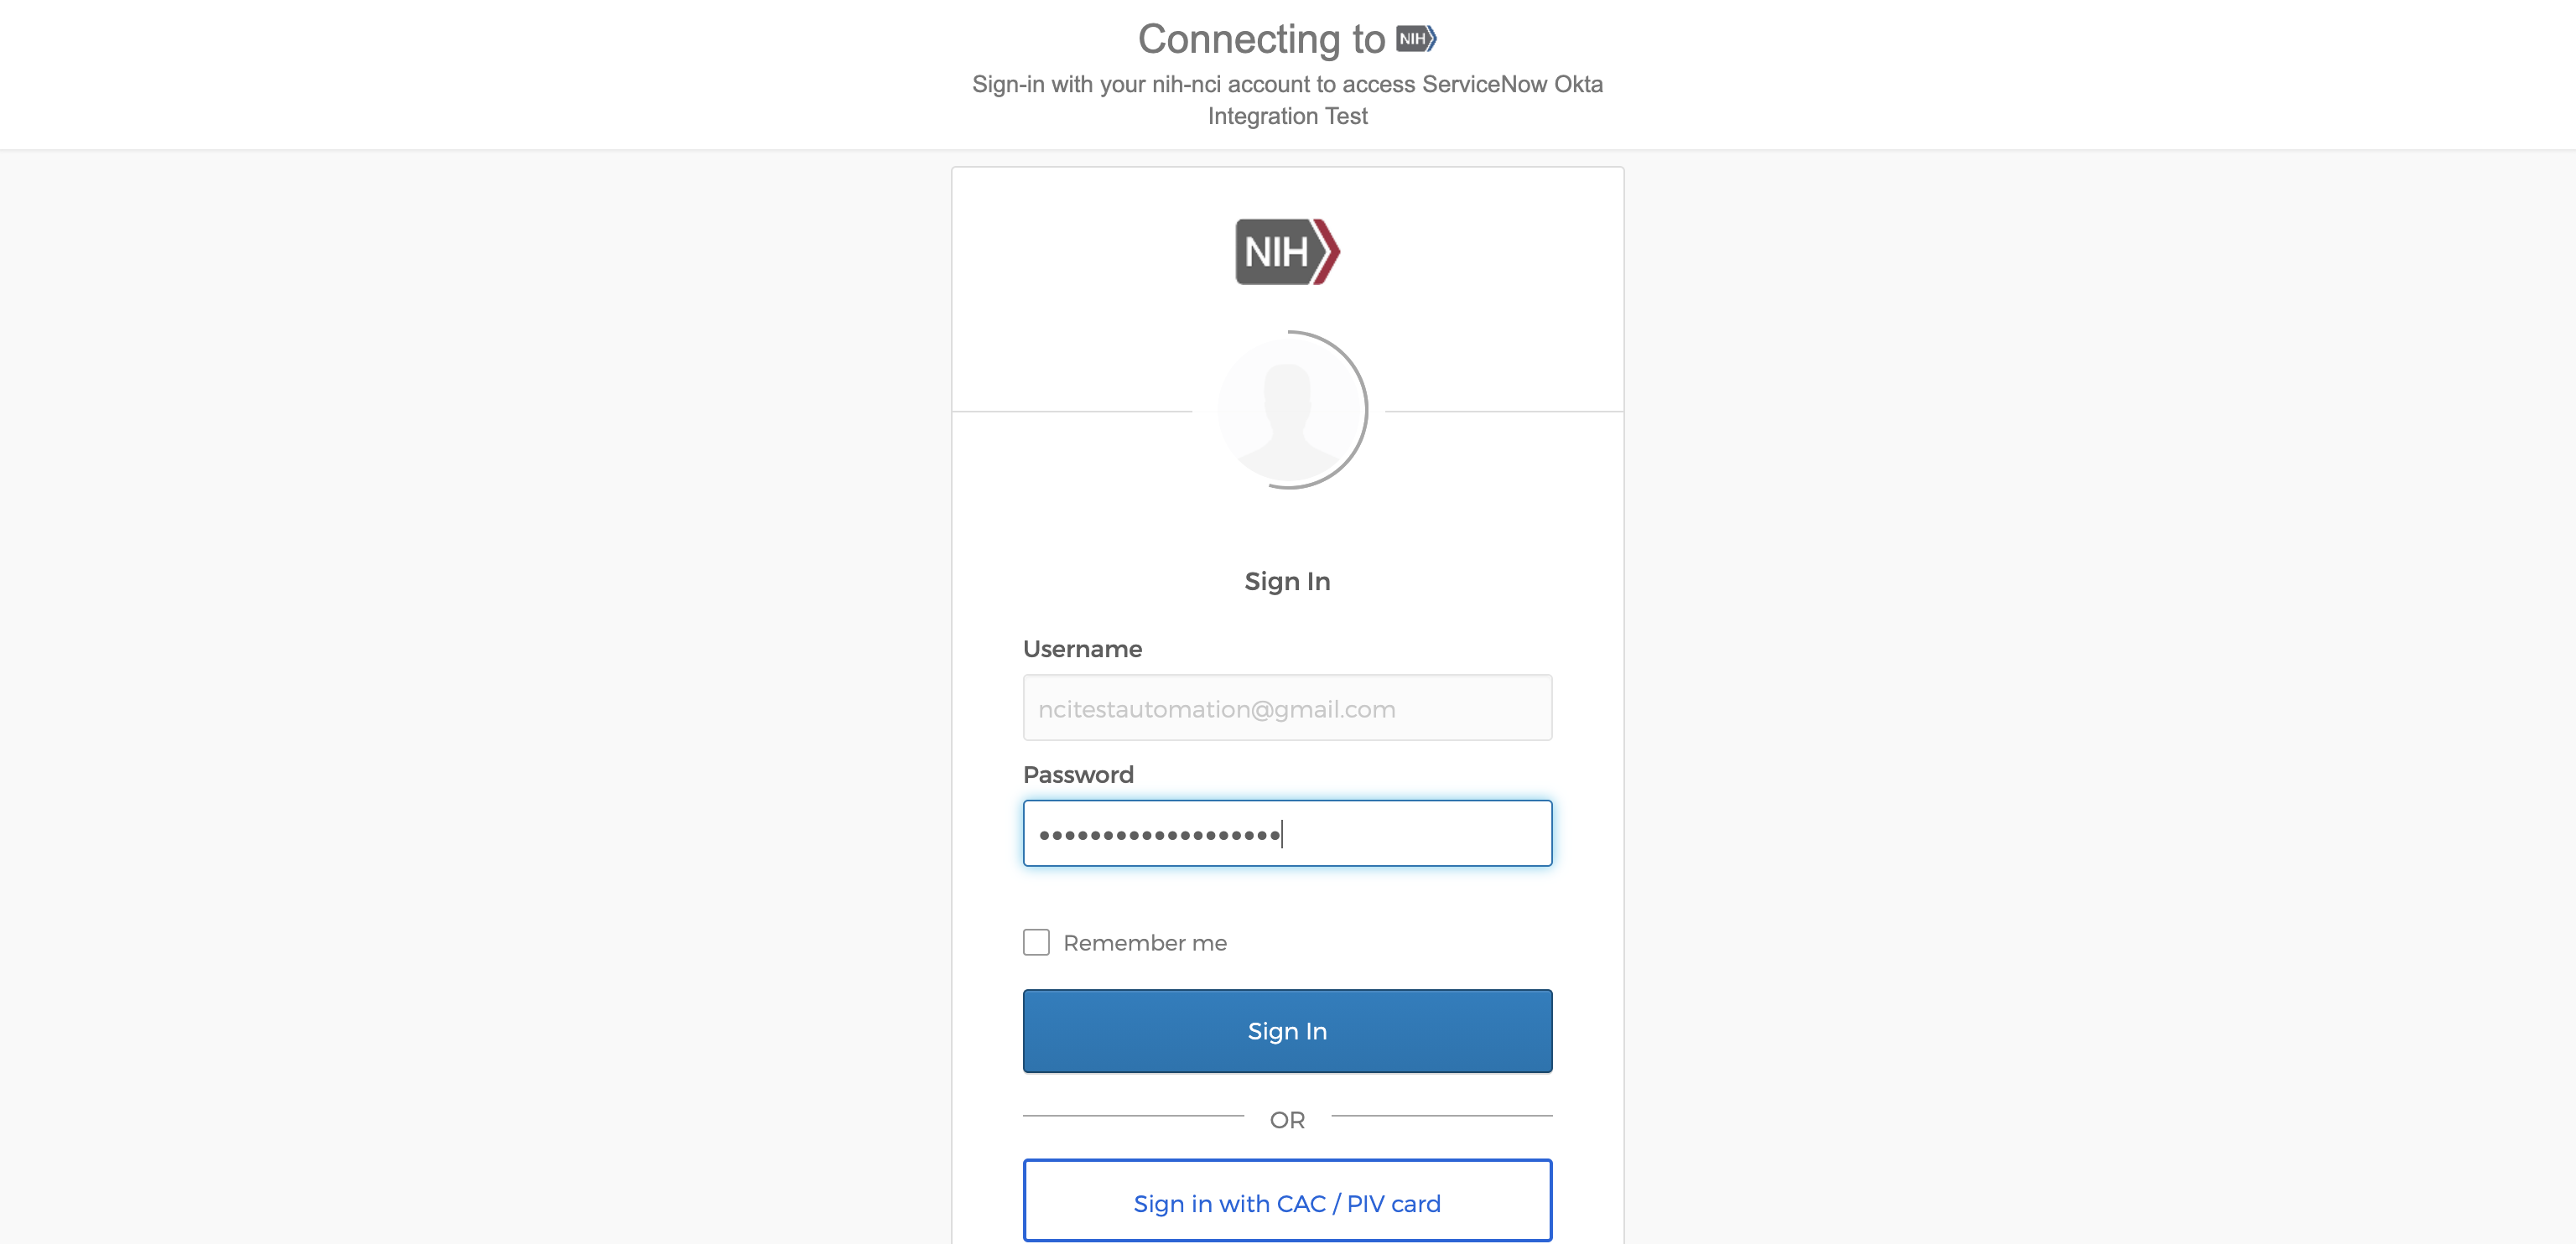 Connecting to NIH
Sign-in with your nih-nci account to access ServiceNow Okta
Integration Test
NIH
Sign In
Username
ncitestautomation@gmail.com
Password
Remember me
Sign In
OR
Sign in with CAC / PIV card